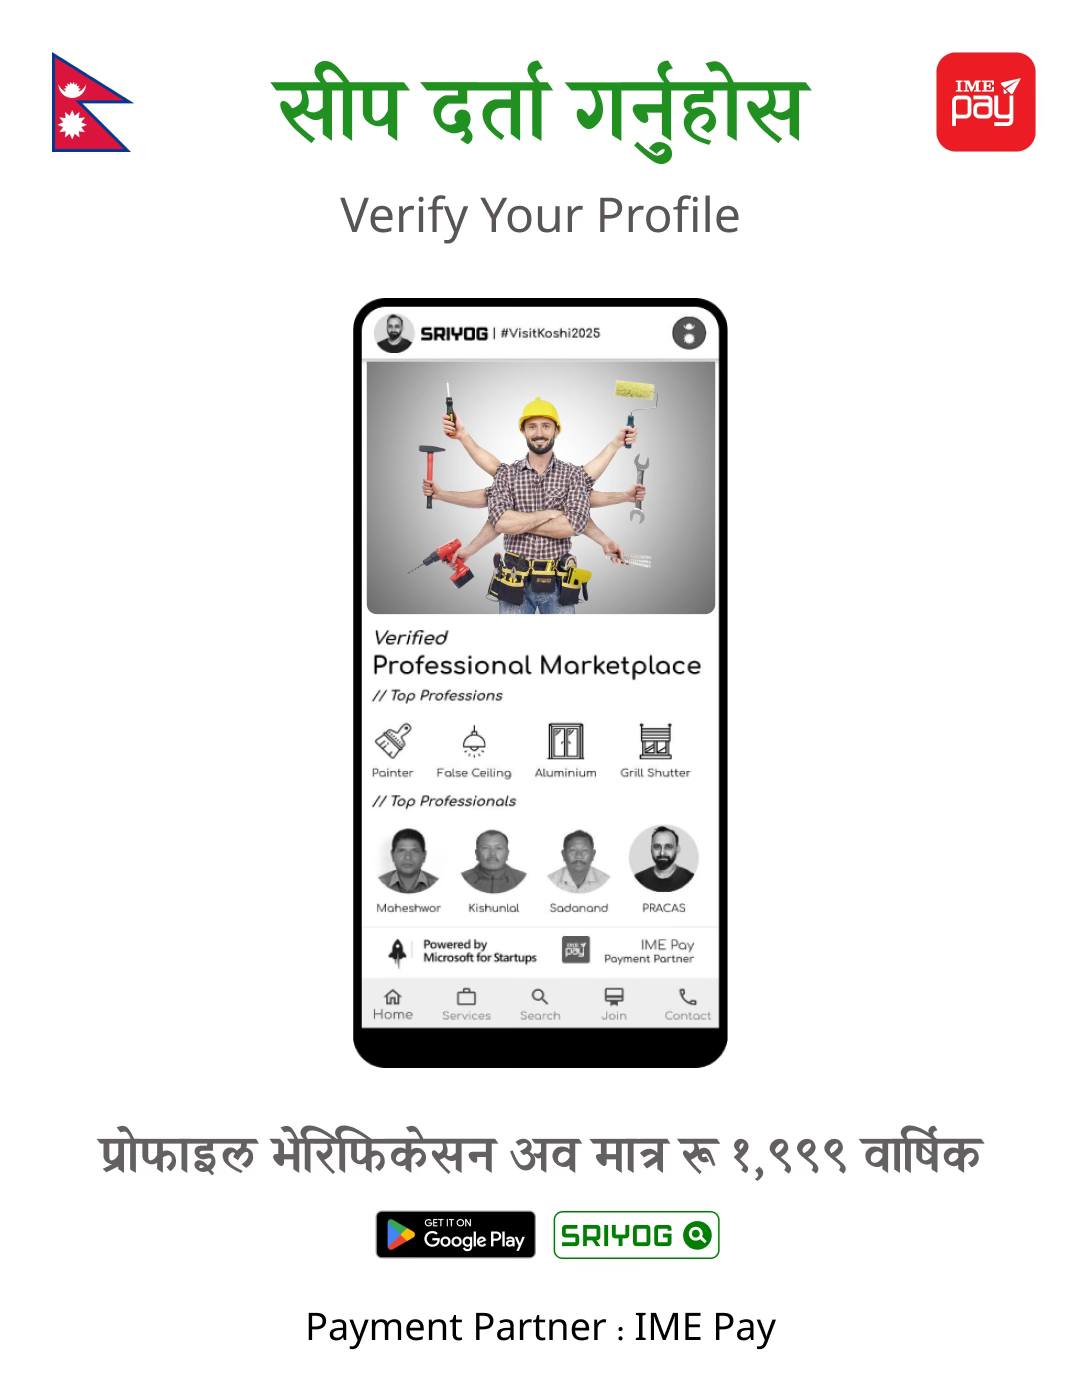 सीप दर्ता गर्नुहोस
IME
pay
Verify Your Profile
SRIYOG | #VisitKoshi2025
Verified
Professional Marketplace
// Top Professions
Painter False Ceiling Aluminium Grill Shutter
// Top Professionals
Maheshwor Kishunlal Sadanand PRACAS
Powered by
Microsoft for Startups
IME
pay
IME Pay
Payment Partner
Home Services Search Join Contact
प्रोफाइल भेरिफिकेसन अव मात्र रू १,९९९ वार्षिक
GET IT ON
Google Play
SRIYOG
Payment Partner : IME Pay